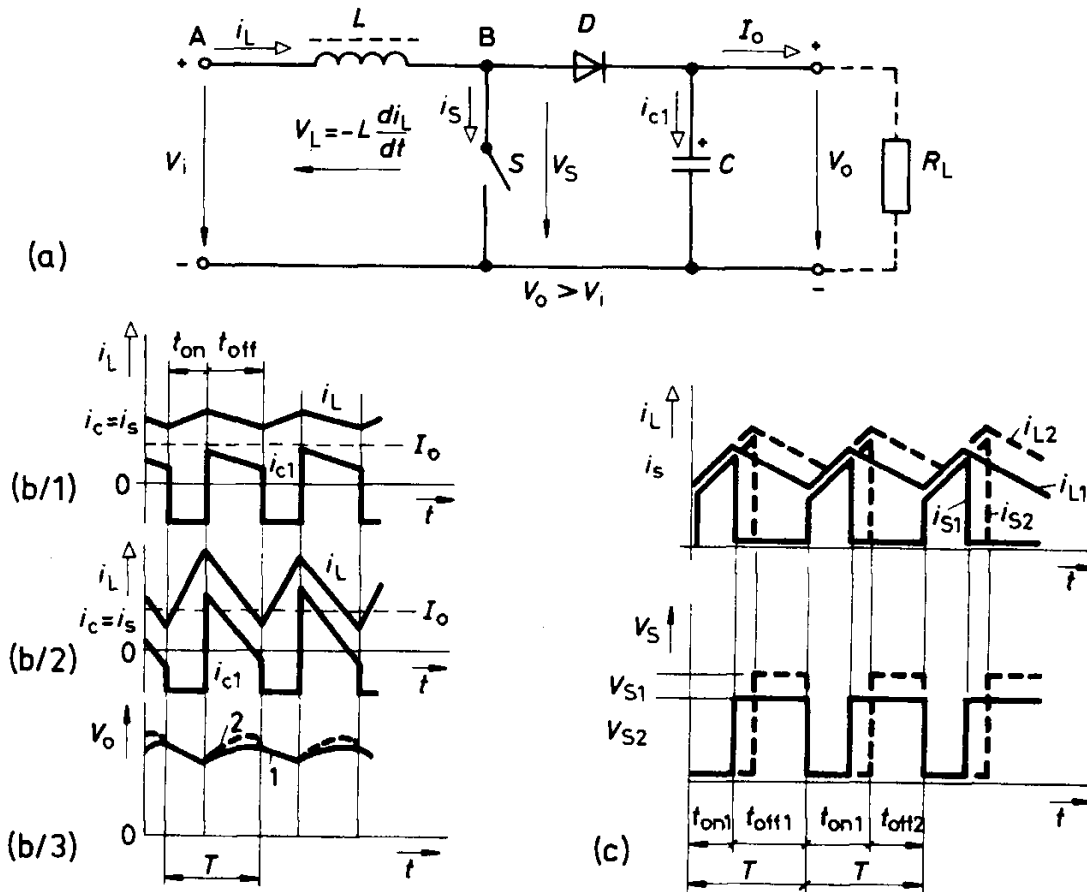 A
i_L
L
B
D
I_o
+
+
V_i
V_L = -L di_L/dt
i_S
S
V_S
i_c1
+
C
V_o
R_L
(a)
-
V_o > V_i
-
i_L
t_on
t_off
i_L
i_c = i_s
I_o
i_c1
(b/1)
0
t
i_L
i_L
i_c = i_s
I_o
0
(b/2)
i_c1
t
V_o
2
1
0
(b/3)
T
t
i_L
i_L2
i_s
i_L1
i_S1
i_S2
t
V_S
V_S1
V_S2
t
t_on1
t_off1
t_on1
t_off2
(c)
T
T